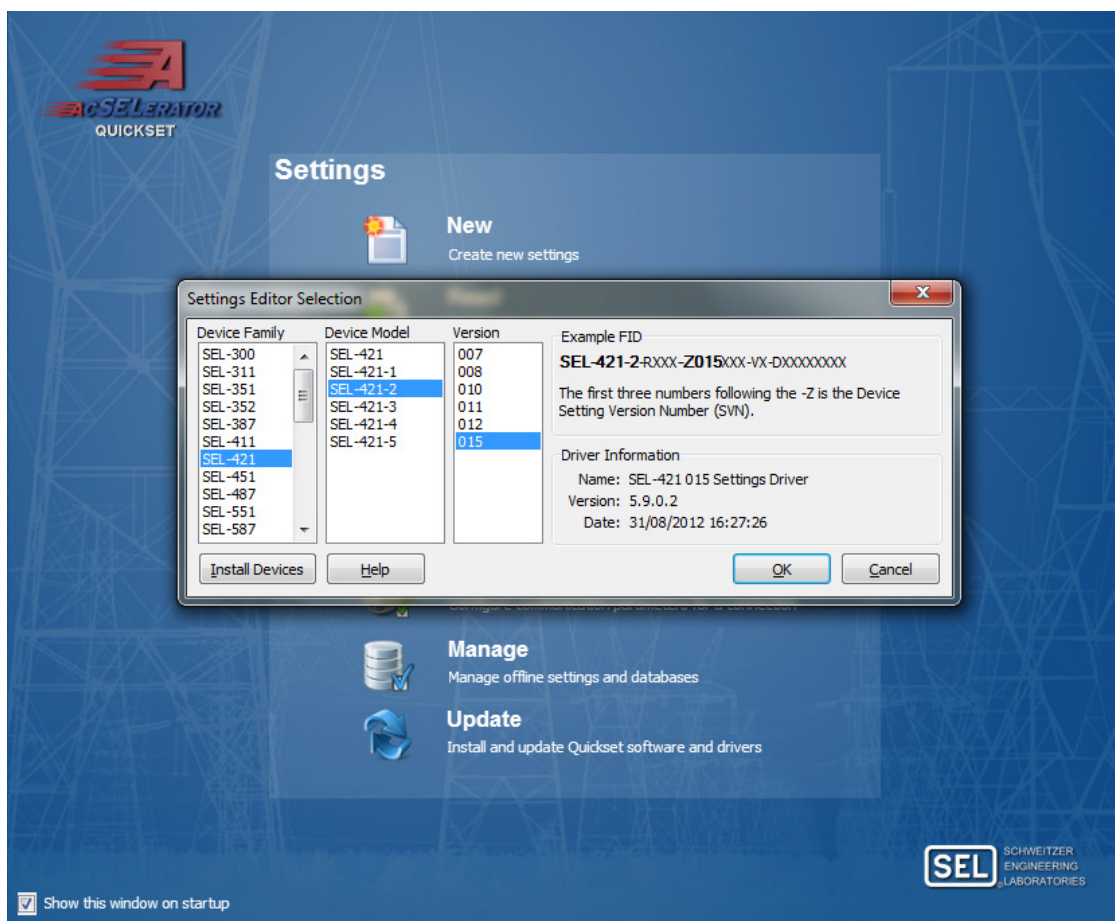 ACSELERATOR
QUICKSET
Settings
New
Create new settings
Read
Settings Editor Selection
Device Family
SEL-300
SEL-311
SEL-351
SEL-352
SEL-387
SEL-411
SEL-421
SEL-451
SEL-487
SEL-551
SEL-587
Device Model
SEL-421
SEL-421-1
SEL-421-2
SEL-421-3
SEL-421-4
SEL-421-5
Version
007
008
010
011
012
015
Example FID
SEL-421-2-RXXX-Z015XXX-VX-DXXXXXXXX
The first three numbers following the -Z is the Device
Setting Version Number (SVN).
Driver Information
Name: SEL-421 015 Settings Driver
Version: 5.9.0.2
Date: 31/08/2012 16:27:26
Install Devices
Help
OK
Cancel
Configure communication parameters for a connection
Manage
Manage offline settings and databases
Update
Install and update Quickset software and drivers
SEL
SCHWEITZER
ENGINEERING
LABORATORIES
Show this window on startup